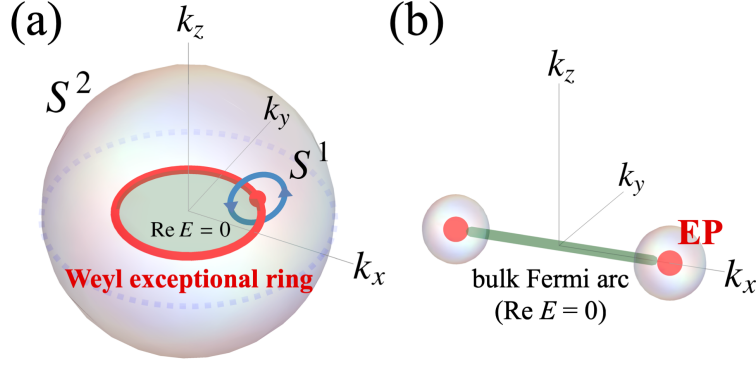 (a)
k_z
S^2
k_y
S^1
Re E = 0
Weyl exceptional ring
k_x
(b)
k_z
k_y
EP
bulk Fermi arc
k_x
(Re E = 0)